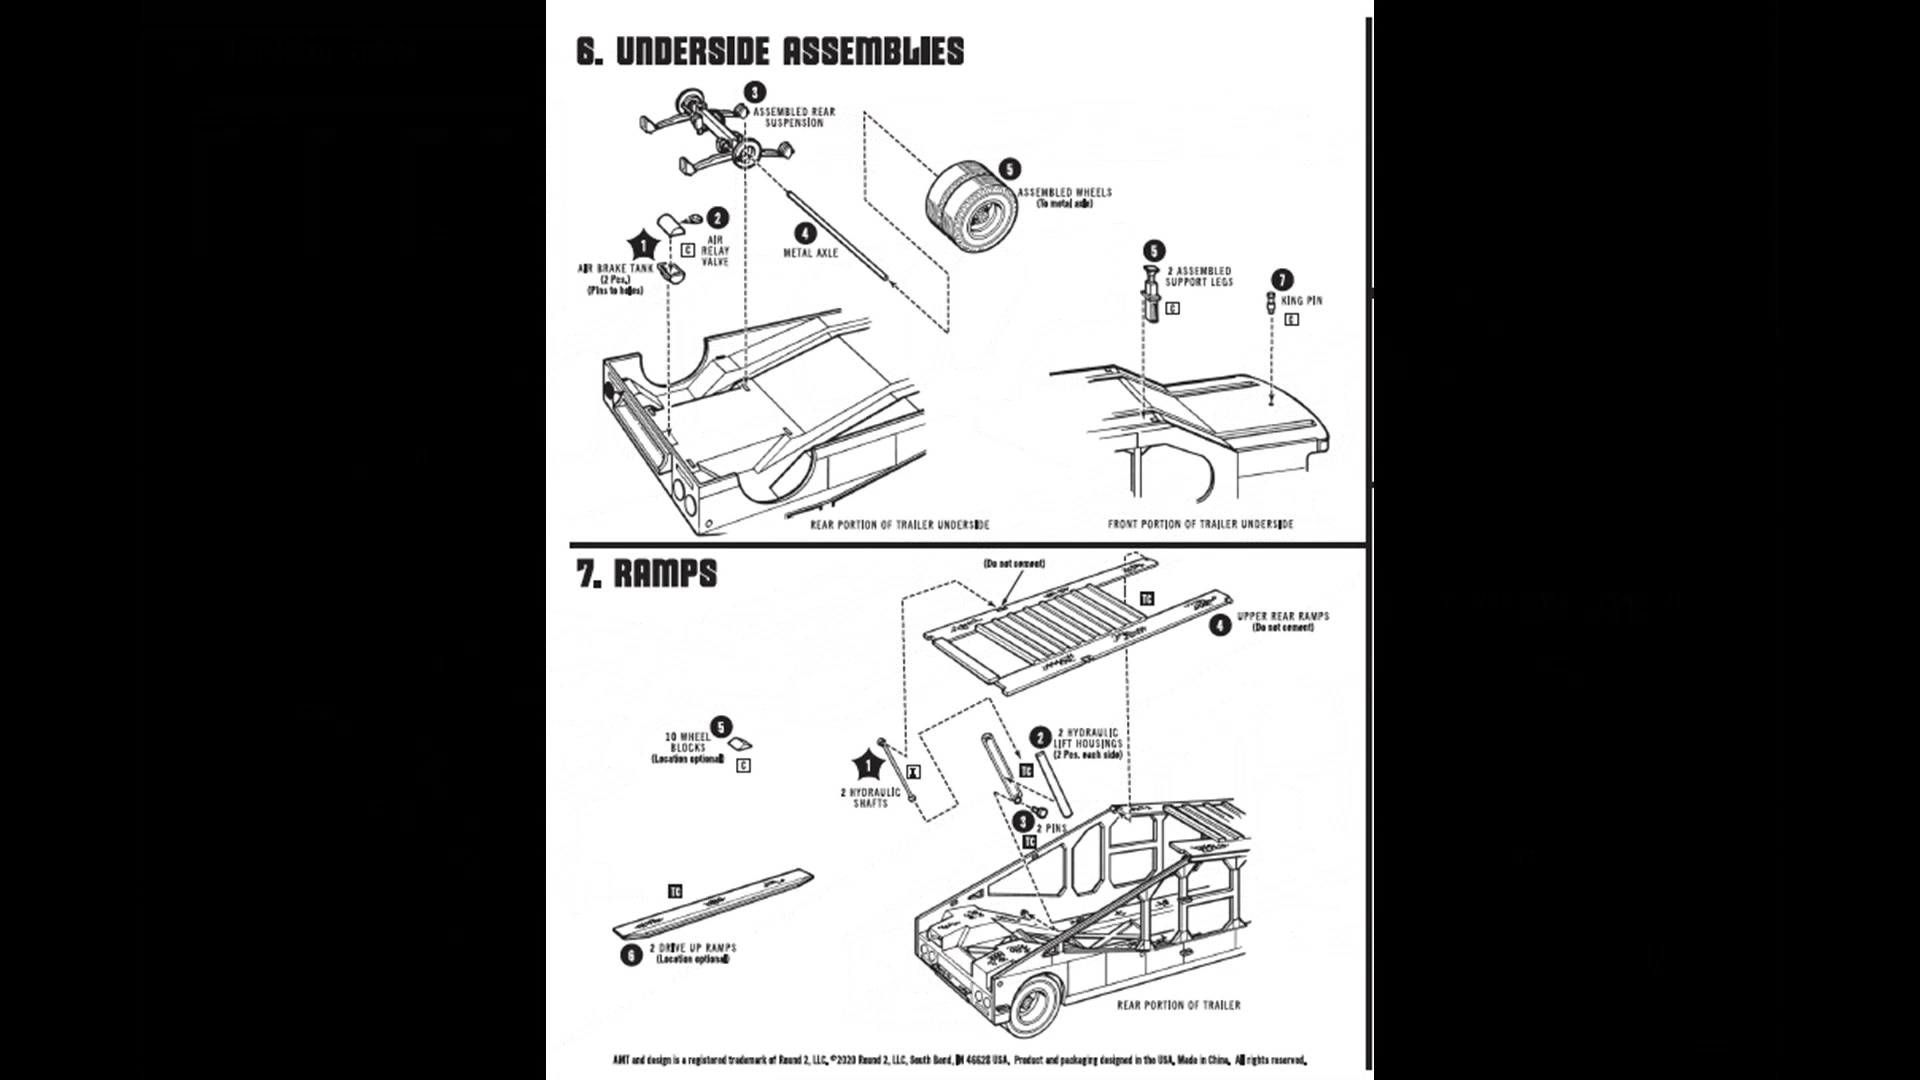 6. UNDERSIDE ASSEMBLIES
3
ASSEMBLED REAR
SUSPENSION
5
ASSEMBLED WHEELS
(To metal axle)
2
AIR
RELAY
VALVE
1
C
AIR BRAKE TANK
(2 Pcs.)
(Pins to holes)
4
METAL AXLE
5
2 ASSEMBLED
SUPPORT LEGS
C
7
KING PIN
C
REAR PORTION OF TRAILER UNDERSIDE
FRONT PORTION OF TRAILER UNDERSIDE
7. RAMPS
(Do not cement)
TC
4
UPPER REAR RAMPS
(Do not cement)
5
10 WHEEL
BLOCKS
(Location optional)
C
1
X
2 HYDRAULIC
SHAFTS
2
2 HYDRAULIC
LIFT HOUSINGS
(2 Pcs. each side)
TC
3
2 PINS
TC
TC
6
2 DRIVE UP RAMPS
(Location optional)
REAR PORTION OF TRAILER
AMT and design is a registered trademark of Round 2, LLC. ©2020 Round 2, LLC, South Bend, IN 46628 USA. Product and packaging designed in the USA. Made in China. All rights reserved.